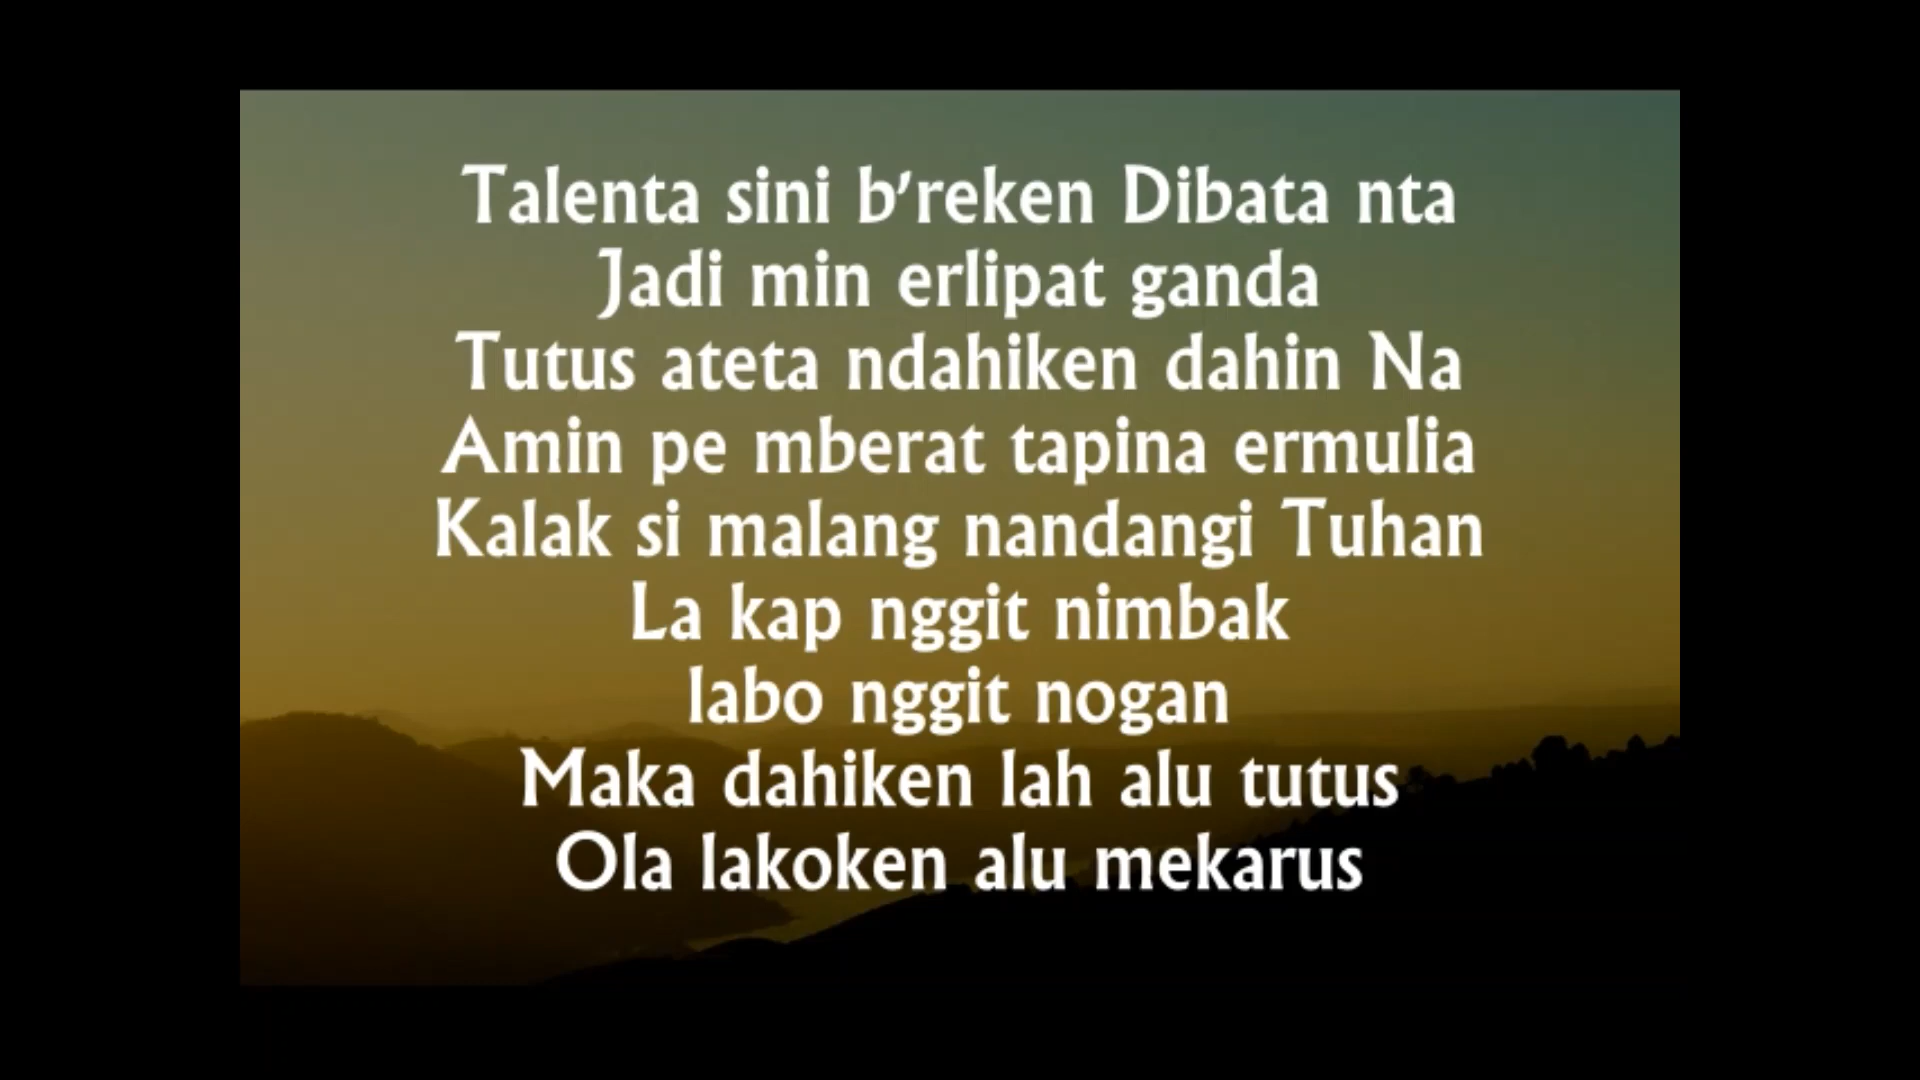 Talenta sini b'reken Dibata nta
Jadi min erlipat ganda
Tutus ateta ndahiken dahin Na
Amin pe mberat tapina ermulia
Kalak si malang nandangi Tuhan
La kap nggit nimbak
labo nggit nogan
Maka dahiken lah alu tutus
Ola lakoken alu mekarus